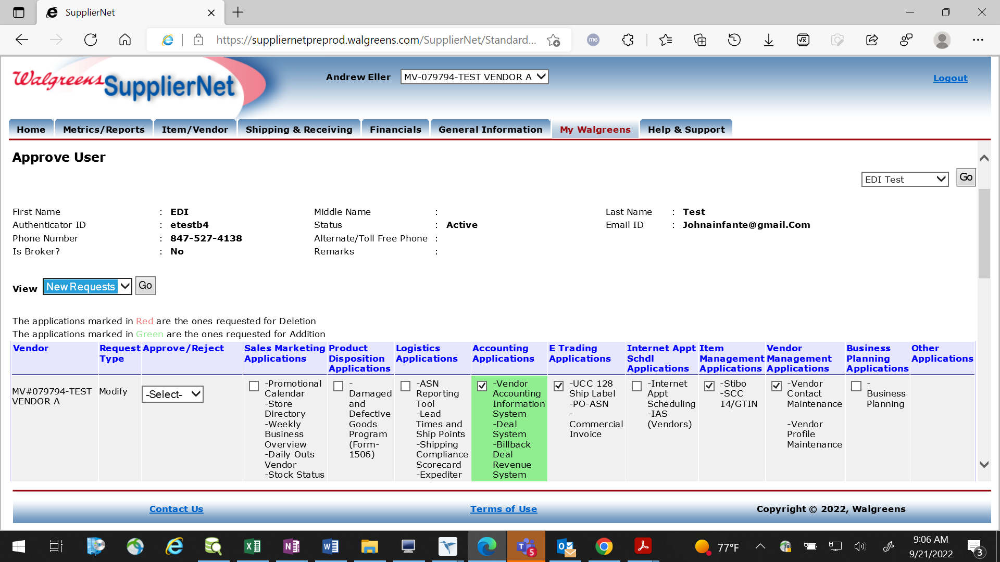 SupplierNet
https://suppliernetpreprod.walgreens.com/SupplierNet/Standard...
me
Walgreens SupplierNet
Andrew Eller MV-079794-TEST VENDOR A
Logout
Home Metrics/Reports Item/Vendor Shipping & Receiving Financials General Information My Walgreens Help & Support
Approve User
EDI Test Go
First Name : EDI Middle Name : Last Name : Test
Authenticator ID : etestb4 Status : Active Email ID : Johnainfante@gmail.Com
Phone Number : 847-527-4138 Alternate/Toll Free Phone :
Is Broker? : No Remarks :
View New Requests Go
The applications marked in Red are the ones requested for Deletion
The applications marked in Green are the ones requested for Addition
Vendor
Request
Type
Approve/Reject
Sales Marketing
Applications
Product
Disposition
Applications
Logistics
Applications
Accounting
Applications
E Trading
Applications
Internet Appt
Schdl
Applications
Item
Management
Applications
Vendor
Management
Applications
Business
Planning
Applications
Other
Applications
MV#079794-TEST
VENDOR A
Modify
-Select-
-Promotional
Calendar
-Store
Directory
-Weekly
Business
Overview
-Daily Outs
Vendor
-Stock Status
-
Damaged
and
Defective
Goods
Program
(Form-
1506)
-ASN
Reporting
Tool
-Lead
Times and
Ship Points
-Shipping
Compliance
Scorecard
-Expediter
-Vendor
Accounting
Information
System
-Deal
System
-Billback
Deal
Revenue
System
-UCC 128
Ship Label
-PO-ASN
-
Commercial
Invoice
-Internet
Appt
Scheduling
-IAS
(Vendors)
-Stibo
-SCC
14/GTIN
-Vendor
Contact
Maintenance
-Vendor
Profile
Maintenance
-
Business
Planning
Contact Us Terms of Use Copyright © 2022, Walgreens
5
77°F
9:06 AM
9/21/2022
3